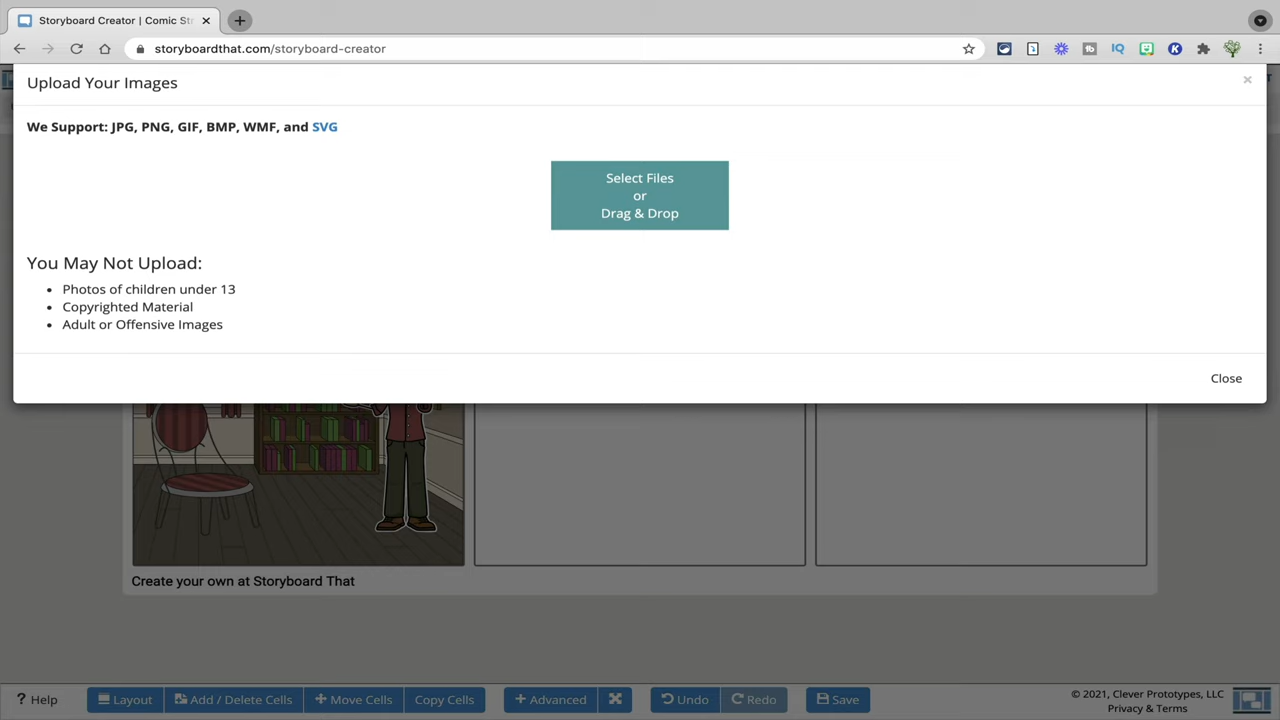 Storyboard Creator | Comic St
storyboardthat.com/storyboard-creator
IQ
Upload Your Images
We Support: JPG, PNG, GIF, BMP, WMF, and SVG
Select Files
or
Drag & Drop
You May Not Upload:
• Photos of children under 13
• Copyrighted Material
• Adult or Offensive Images
Close
Create your own at Storyboard That
? Help
Layout
Add / Delete Cells
Move Cells
Copy Cells
+ Advanced
Undo
Redo
Save
© 2021, Clever Prototypes, LLC
Privacy & Terms